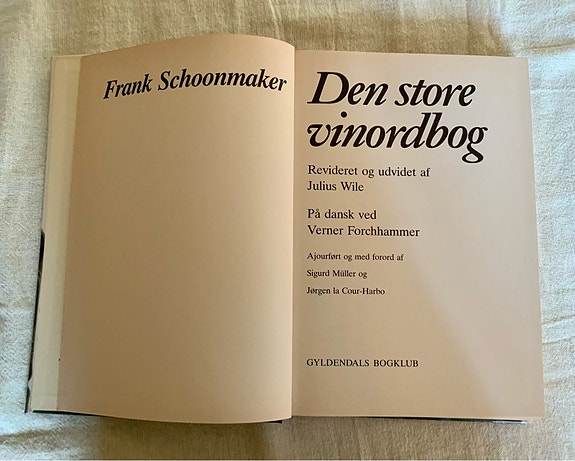 Frank Schoonmaker
Den store
vinordbog
Revideret og udvidet af
Julius Wile
På dansk ved
Verner Forchhammer
Ajourført og med forord af
Sigurd Müller og
Jørgen la Cour-Harbo
GYLDENDALS BOGKLUB